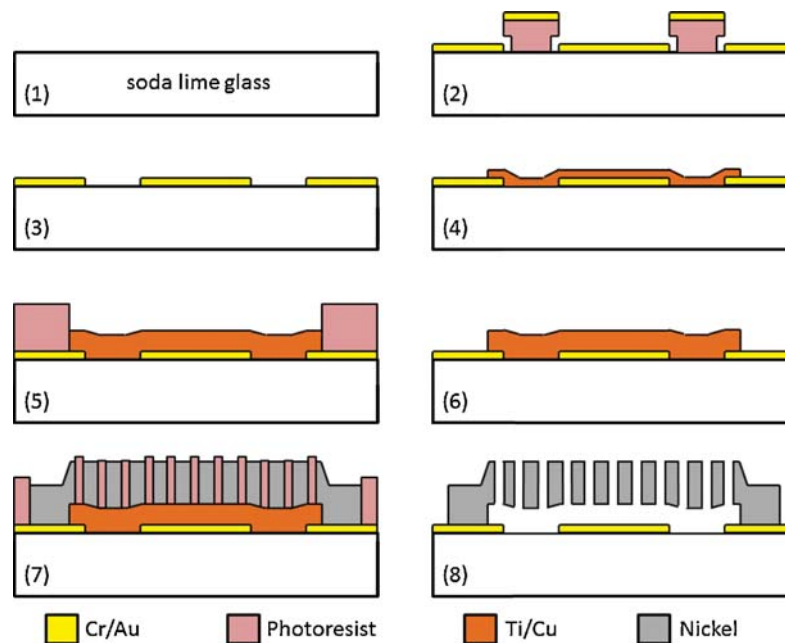 soda lime glass
(1)
(2)
(3)
(4)
(5)
(6)
(7)
(8)
Cr/Au
Photoresist
Ti/Cu
Nickel